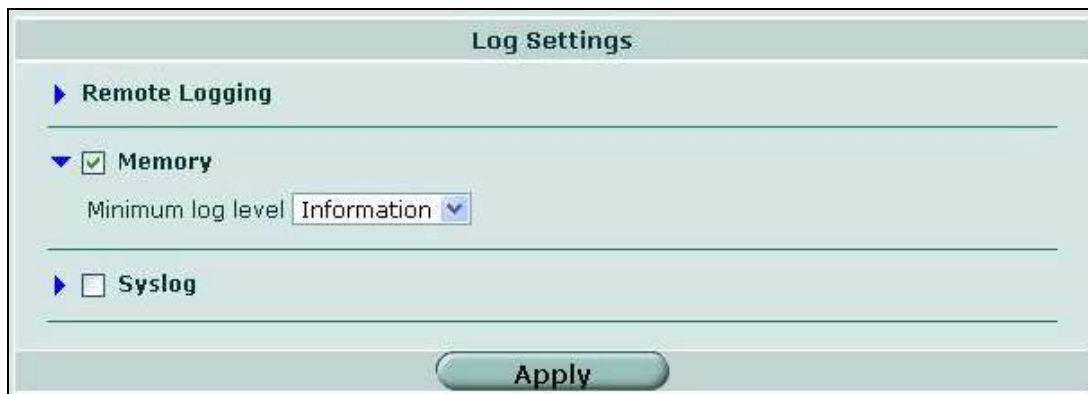 Log Settings
Remote Logging
Memory
Minimum log level Information
Syslog
Apply